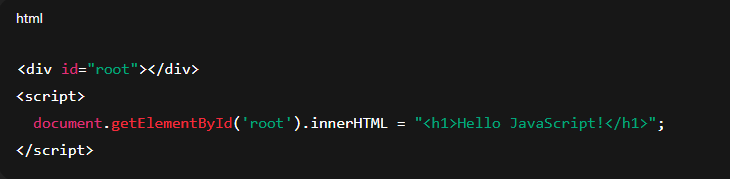 html
<div id="root"></div>
<script>
document.getElementById('root').innerHTML = "<h1>Hello JavaScript!</h1>";
</script>